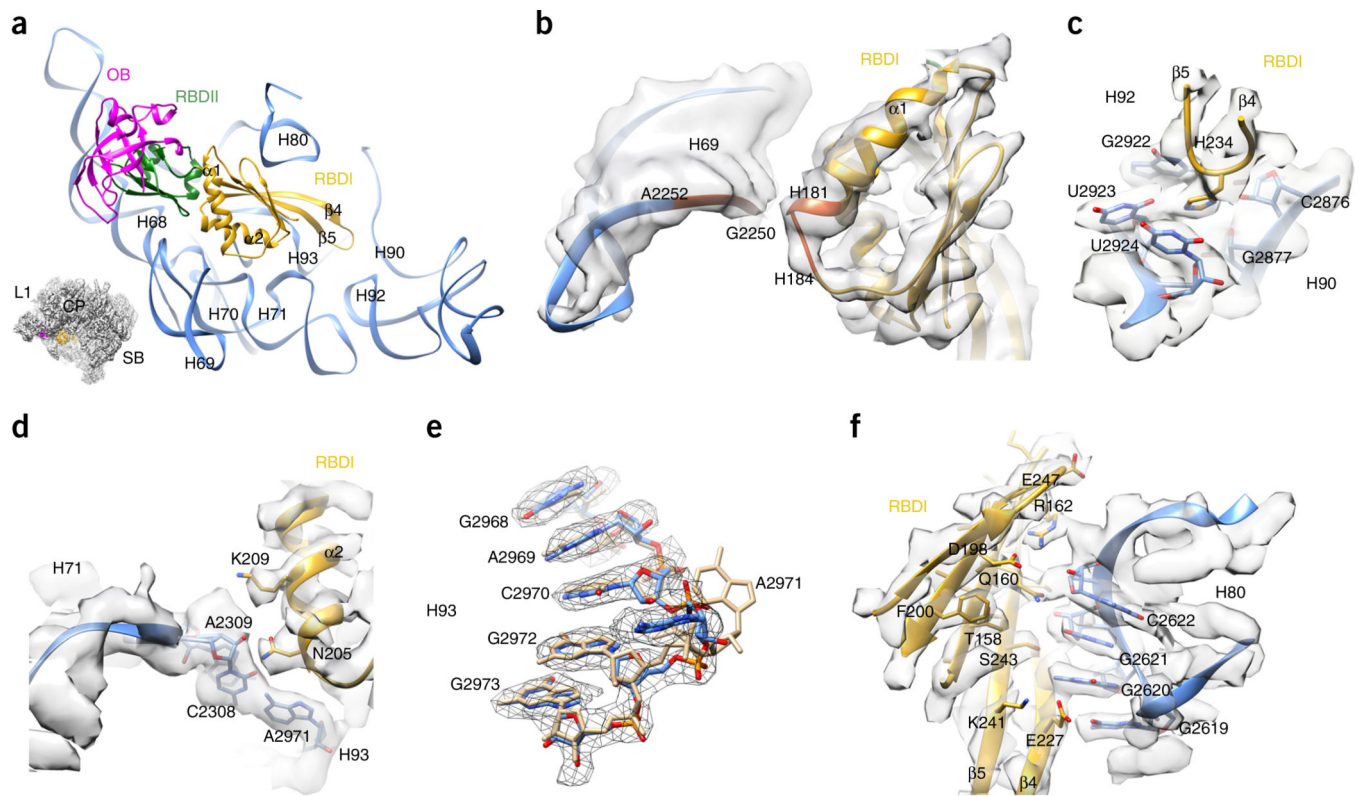 a
OB
RBDII
H80
α1
RBDI
β4
H68
α2
β5
H93
H90
L1
CP
H70
H71
H92
SB
H69
b
RBDI
α1
H69
A2252
H181
G2250
H184
c
β5
RBDI
β4
H92
G2922
H234
U2923
C2876
U2924
G2877
H90
d
RBDI
H71
K209
α2
A2309
N205
C2308
A2971
H93
e
G2968
A2969
A2971
C2970
H93
G2972
G2973
f
E247
RBDI
R162
D198
Q160
H80
F200
C2622
T158
S243
G2621
G2620
K241
G2619
E227
β5
β4